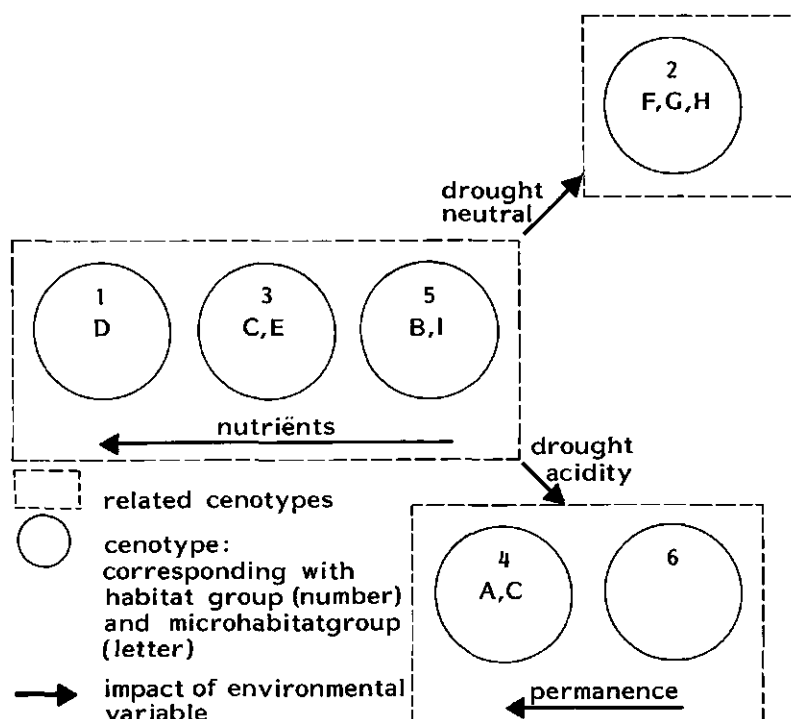 2
F,G,H
drought
neutral
1
D
3
C,E
5
B,I
nutriënts
drought
acidity
related cenotypes
cenotype:
corresponding with
habitat group (number)
and microhabitatgroup
(letter)
impact of environmental
variable
4
A,C
6
permanence